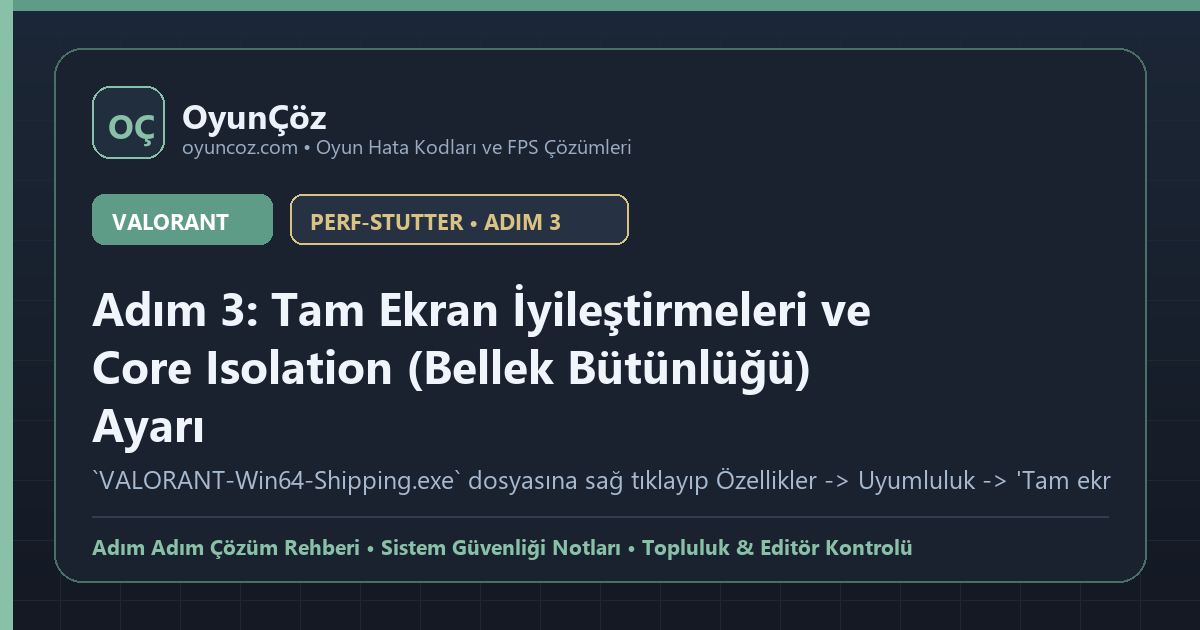 OÇ
OyunÇöz
oyuncoz.com • Oyun Hata Kodları ve FPS Çözümleri
VALORANT
PERF-STUTTER • ADIM 3
Adım 3: Tam Ekran İyileştirmeleri ve
Core Isolation (Bellek Bütünlüğü)
Ayarı
`VALORANT-Win64-Shipping.exe` dosyasına sağ tıklayıp Özellikler -> Uyumluluk -> 'Tam ekr
Adım Adım Çözüm Rehberi • Sistem Güvenliği Notları • Topluluk & Editör Kontrolü